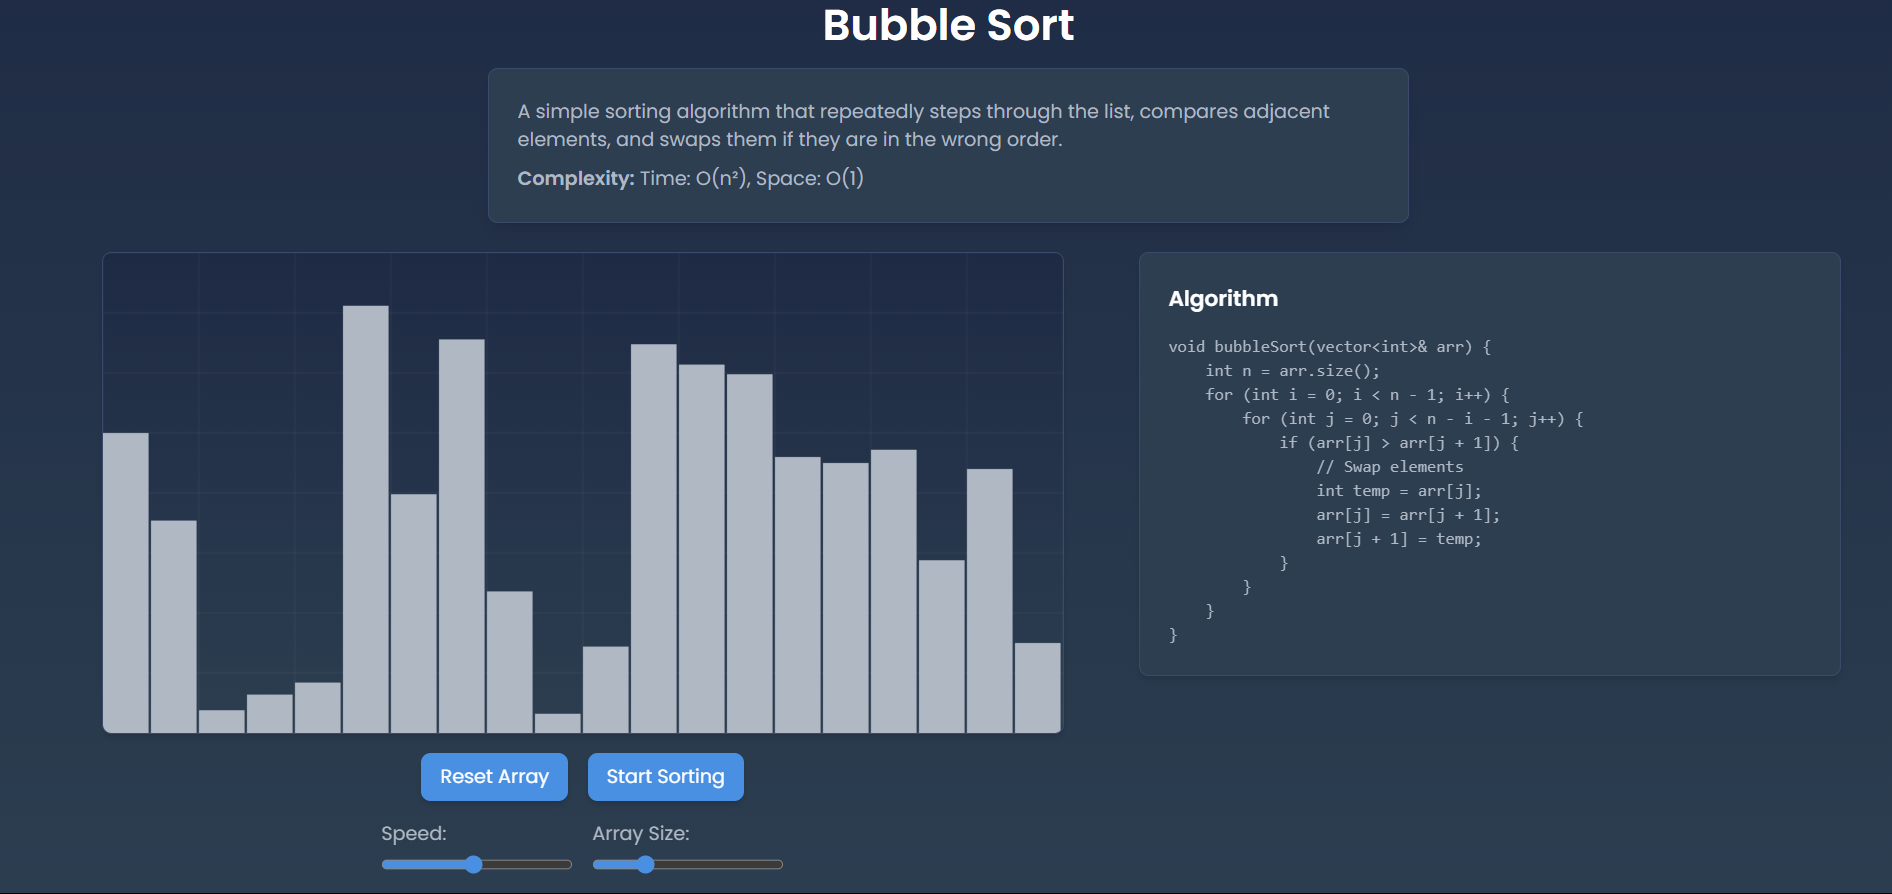 Bubble Sort
A simple sorting algorithm that repeatedly steps through the list, compares adjacent
elements, and swaps them if they are in the wrong order.
Complexity: Time: O(n²), Space: O(1)
Algorithm
void bubbleSort(vector<int>& arr) {
    int n = arr.size();
    for (int i = 0; i < n - 1; i++) {
        for (int j = 0; j < n - i - 1; j++) {
            if (arr[j] > arr[j + 1]) {
                // Swap elements
                int temp = arr[j];
                arr[j] = arr[j + 1];
                arr[j + 1] = temp;
            }
        }
    }
}
Reset Array
Start Sorting
Speed:
Array Size: